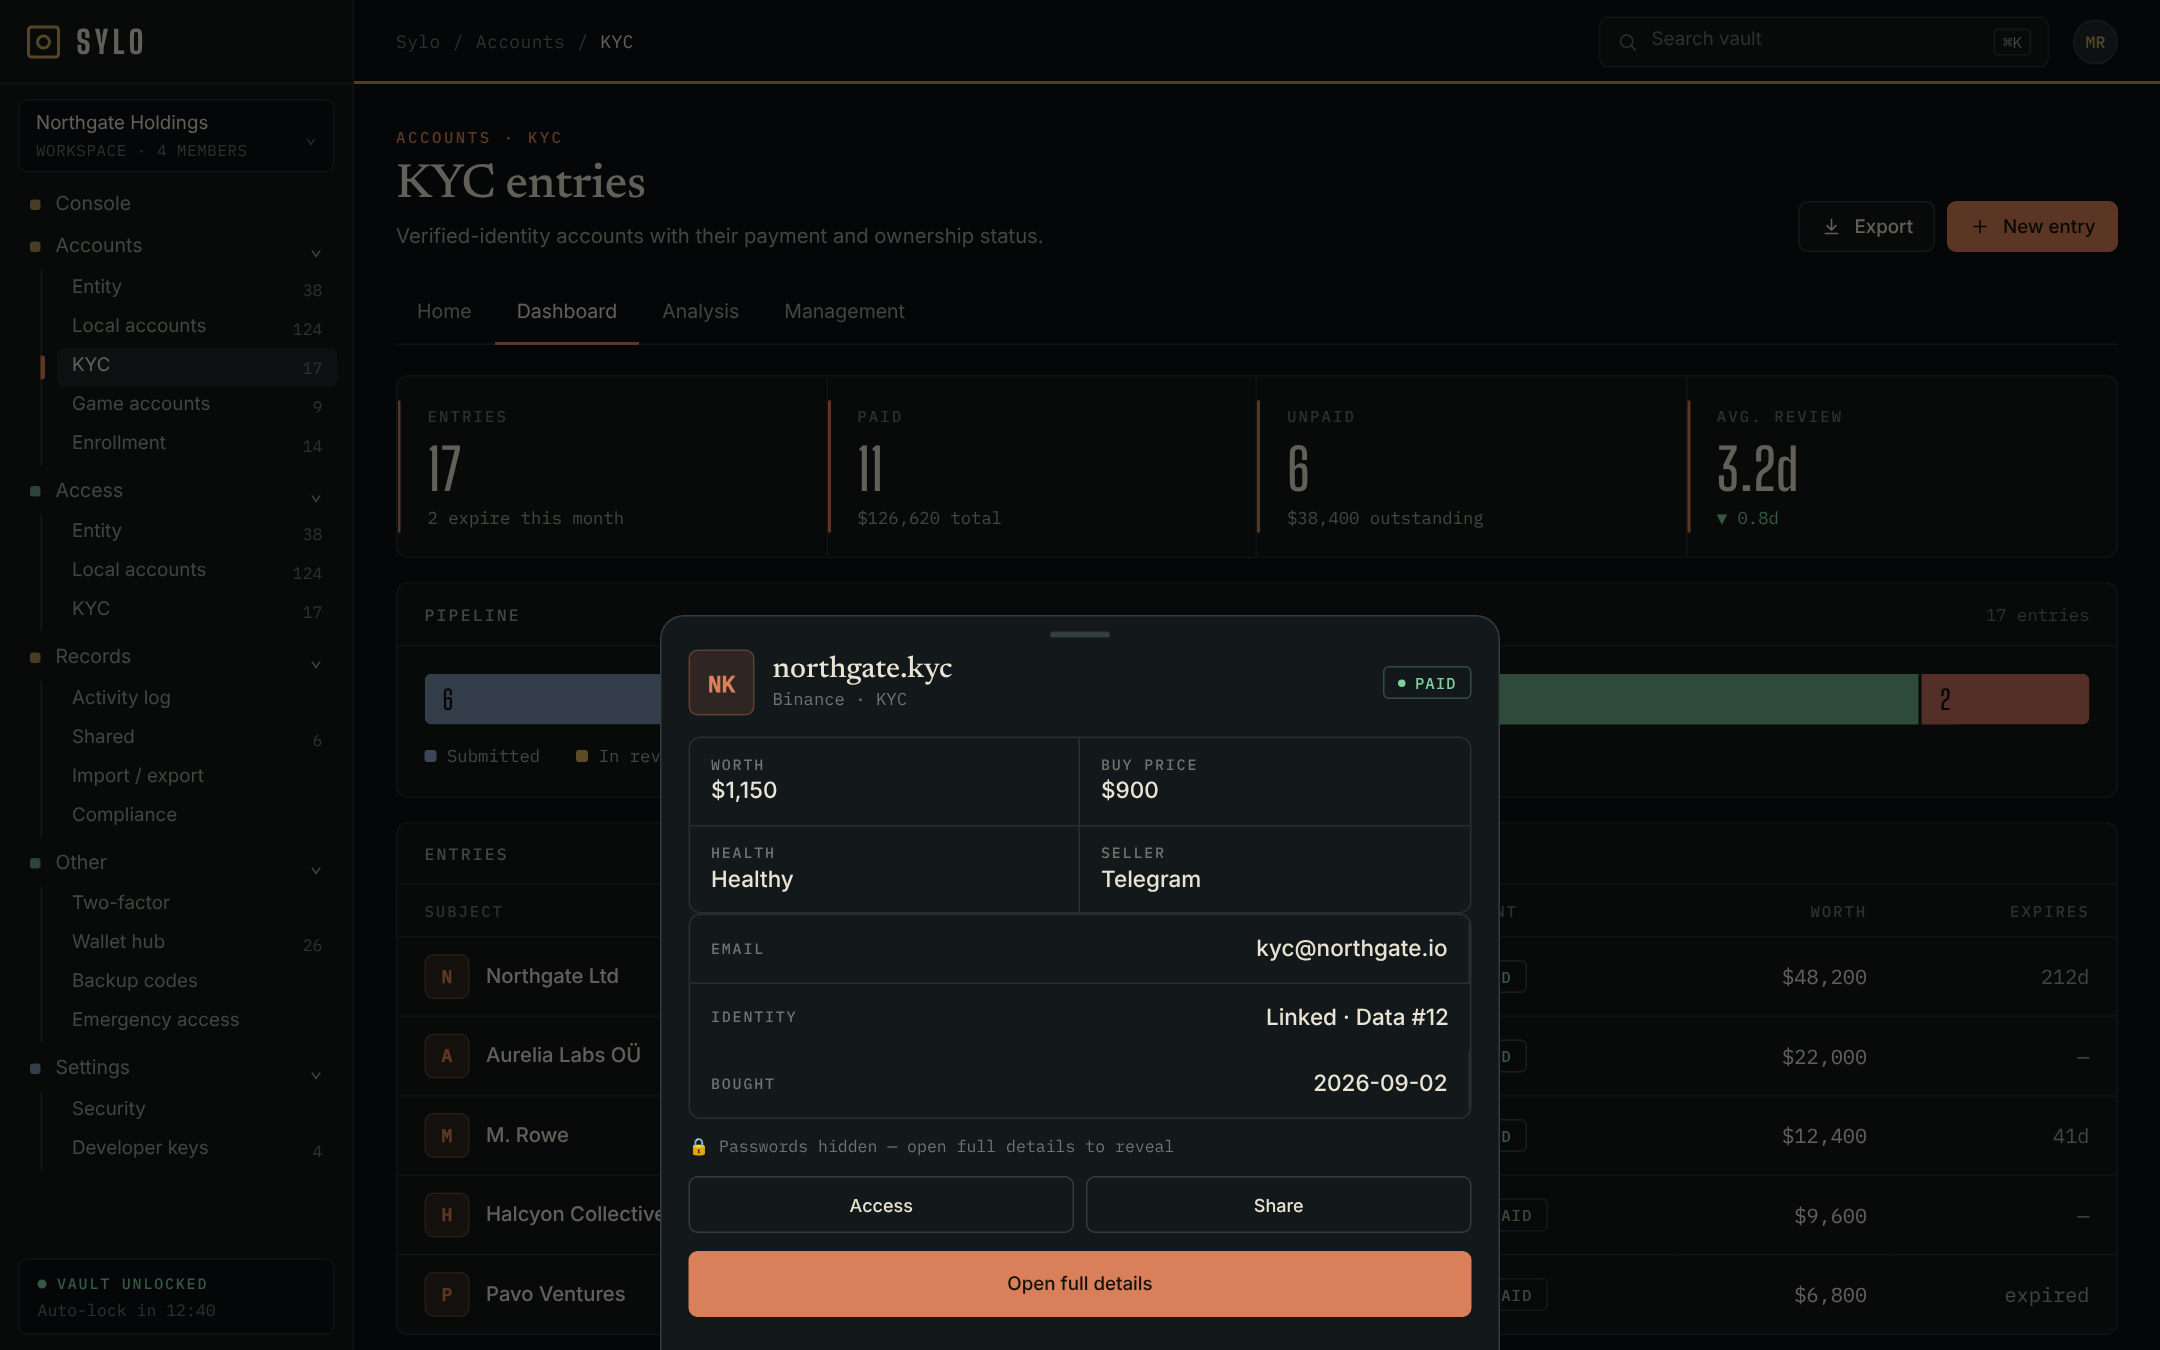 SYLO
Sylo / Accounts / KYC
Search vault
⌘K
MR
Northgate Holdings
WORKSPACE · 4 MEMBERS
Console
Accounts
Entity 38
Local accounts 124
KYC 17
Game accounts 9
Enrollment 14
Access
Entity 38
Local accounts 124
KYC 17
Records
Activity log
Shared 6
Import / export
Compliance
Other
Two-factor
Wallet hub 26
Backup codes
Emergency access
Settings
Security
Developer keys 4
VAULT UNLOCKED
Auto-lock in 12:40
ACCOUNTS · KYC
KYC entries
Verified-identity accounts with their payment and ownership status.
Export
New entry
Home Dashboard Analysis Management
ENTRIES
17
2 expire this month
PAID
11
$126,620 total
UNPAID
6
$38,400 outstanding
AVG. REVIEW
3.2d
▼ 0.8d
PIPELINE
17 entries
6
2
Submitted
In rev
ENTRIES
SUBJECT
WORTH EXPIRES
N Northgate Ltd $48,200 212d
A Aurelia Labs OÜ $22,000 —
M M. Rowe $12,400 41d
H Halcyon Collective AID $9,600 —
P Pavo Ventures AID $6,800 expired
NK
northgate.kyc
Binance · KYC
PAID
WORTH
$1,150
BUY PRICE
$900
HEALTH
Healthy
SELLER
Telegram
EMAIL kyc@northgate.io
IDENTITY Linked · Data #12
BOUGHT 2026-09-02
🔒 Passwords hidden — open full details to reveal
Access
Share
Open full details